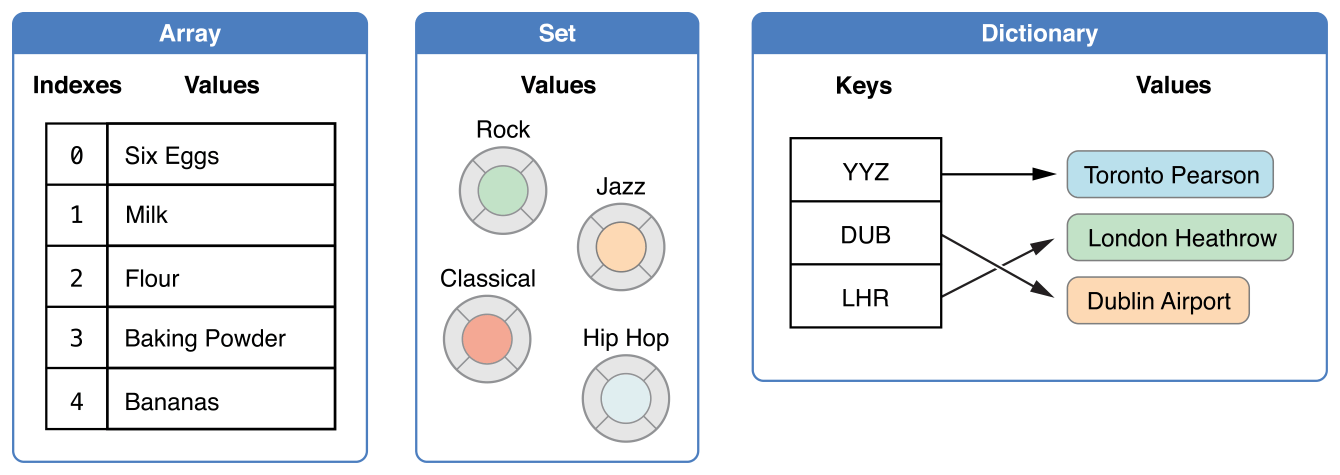 Array
Indexes Values
0 Six Eggs
1 Milk
2 Flour
3 Baking Powder
4 Bananas
Set
Values
Rock
Jazz
Classical
Hip Hop
Dictionary
Keys Values
YYZ Toronto Pearson
DUB London Heathrow
LHR Dublin Airport